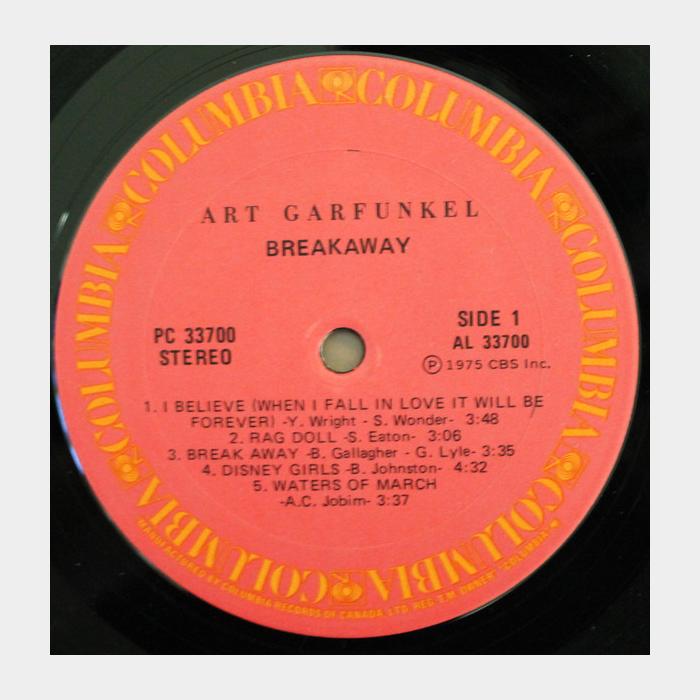 COLUMBIA COLUMBIA COLUMBIA COLUMBIA COLUMBIA COLUMBIA
ART GARFUNKEL
BREAKAWAY
PC 33700
STEREO
SIDE 1
AL 33700
Ⓟ 1975 CBS Inc.
1. I BELIEVE (WHEN I FALL IN LOVE IT WILL BE
FOREVER) -Y. Wright - S. Wonder- 3:48
2. RAG DOLL -S. Eaton- 3:06
3. BREAK AWAY -B. Gallagher - G. Lyle- 3:35
4. DISNEY GIRLS -B. Johnston- 4:32
5. WATERS OF MARCH
-A.C. Jobim- 3:37
MANUFACTURED BY COLUMBIA RECORDS OF CANADA LTD. REG'D.T.M. OWNER "COLUMBIA"